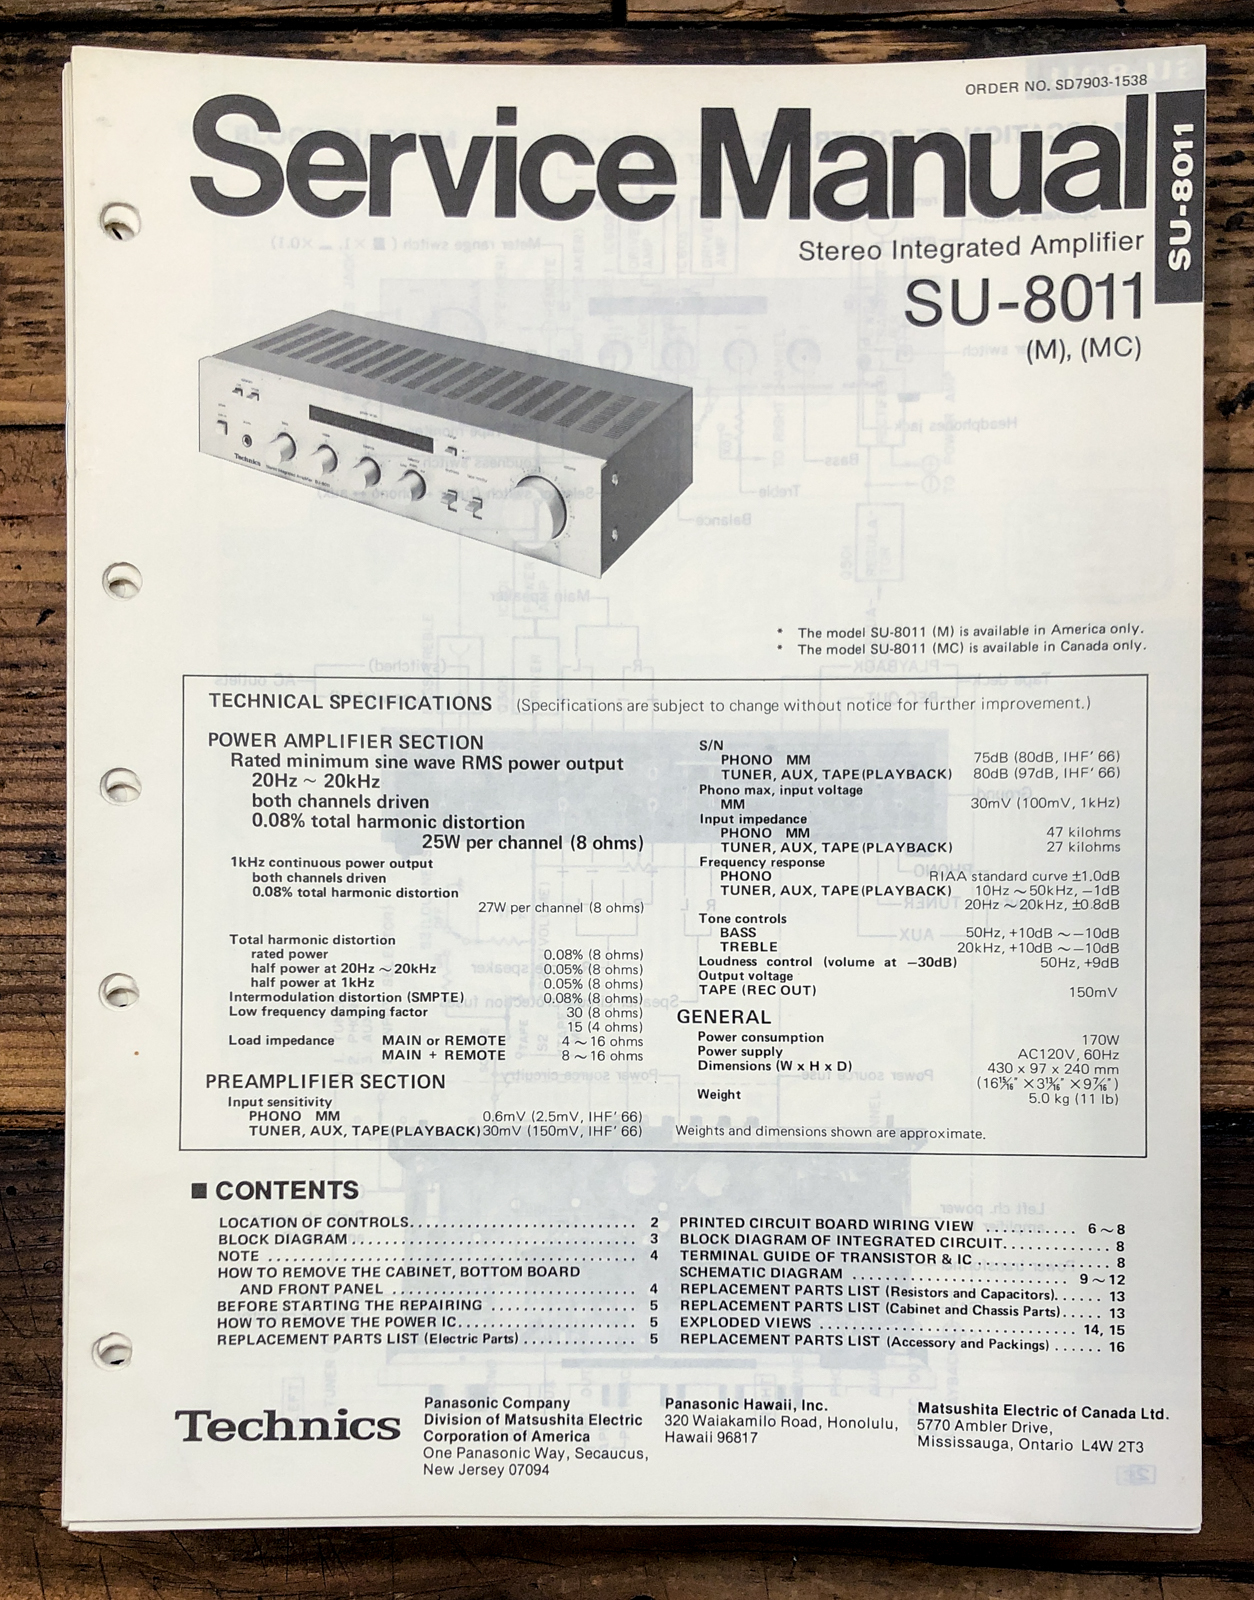 ORDER NO. SD7903-1538
Service Manual
SU-8011
Stereo Integrated Amplifier
SU-8011
(M), (MC)
Technics
* The model SU-8011 (M) is available in America only.
* The model SU-8011 (MC) is available in Canada only.
TECHNICAL SPECIFICATIONS (Specifications are subject to change without notice for further improvement.)
POWER AMPLIFIER SECTION
Rated minimum sine wave RMS power output
20Hz ~ 20kHz
both channels driven
0.08% total harmonic distortion
25W per channel (8 ohms)
1kHz continuous power output
both channels driven
0.08% total harmonic distortion
27W per channel (8 ohms)
Total harmonic distortion
rated power 0.08% (8 ohms)
half power at 20Hz ~ 20kHz 0.05% (8 ohms)
half power at 1kHz 0.05% (8 ohms)
Intermodulation distortion (SMPTE) 0.08% (8 ohms)
Low frequency damping factor 30 (8 ohms)
15 (4 ohms)
Load impedance MAIN or REMOTE 4 ~ 16 ohms
MAIN + REMOTE 8 ~ 16 ohms
PREAMPLIFIER SECTION
Input sensitivity
PHONO MM 0.6mV (2.5mV, IHF' 66)
TUNER, AUX, TAPE(PLAYBACK) 30mV (150mV, IHF' 66)
S/N
PHONO MM 75dB (80dB, IHF' 66)
TUNER, AUX, TAPE(PLAYBACK) 80dB (97dB, IHF' 66)
Phono max, input voltage
MM 30mV (100mV, 1kHz)
Input impedance
PHONO MM 47 kilohms
TUNER, AUX, TAPE(PLAYBACK) 27 kilohms
Frequency response
PHONO RIAA standard curve ±1.0dB
TUNER, AUX, TAPE(PLAYBACK) 10Hz ~ 50kHz, −1dB
20Hz ~ 20kHz, ±0.8dB
Tone controls
BASS 50Hz, +10dB ~ −10dB
TREBLE 20kHz, +10dB ~ −10dB
Loudness control (volume at −30dB) 50Hz, +9dB
Output voltage
TAPE (REC OUT) 150mV
GENERAL
Power consumption 170W
Power supply AC120V, 60Hz
Dimensions (W x H x D) 430 x 97 x 240 mm
(16 15/16" × 3 13/16" × 9 7/16")
Weight 5.0 kg (11 lb)
Weights and dimensions shown are approximate.
■ CONTENTS
LOCATION OF CONTROLS. . . . . . . . . . . . . . . . . . . . . . . . . . . 2
BLOCK DIAGRAM . . . . . . . . . . . . . . . . . . . . . . . . . . . . . . . . . 3
NOTE . . . . . . . . . . . . . . . . . . . . . . . . . . . . . . . . . . . . . . . . . . . 4
HOW TO REMOVE THE CABINET, BOTTOM BOARD
AND FRONT PANEL . . . . . . . . . . . . . . . . . . . . . . . . . . . . . 4
BEFORE STARTING THE REPAIRING . . . . . . . . . . . . . . . . . 5
HOW TO REMOVE THE POWER IC. . . . . . . . . . . . . . . . . . . . 5
REPLACEMENT PARTS LIST (Electric Parts) . . . . . . . . . . . . . 5
PRINTED CIRCUIT BOARD WIRING VIEW . . . . . . . . . . . 6 ~ 8
BLOCK DIAGRAM OF INTEGRATED CIRCUIT. . . . . . . . . . . . . 8
TERMINAL GUIDE OF TRANSISTOR & IC . . . . . . . . . . . . . . . . 8
SCHEMATIC DIAGRAM . . . . . . . . . . . . . . . . . . . . . . . . . . 9 ~ 12
REPLACEMENT PARTS LIST (Resistors and Capacitors). . . . . . 13
REPLACEMENT PARTS LIST (Cabinet and Chassis Parts) . . . . . 13
EXPLODED VIEWS . . . . . . . . . . . . . . . . . . . . . . . . . . . . . . 14, 15
REPLACEMENT PARTS LIST (Accessory and Packings) . . . . . . 16
Technics
Panasonic Company
Division of Matsushita Electric
Corporation of America
One Panasonic Way, Secaucus,
New Jersey 07094
Panasonic Hawaii, Inc.
320 Waiakamilo Road, Honolulu,
Hawaii 96817
Matsushita Electric of Canada Ltd.
5770 Ambler Drive,
Mississauga, Ontario L4W 2T3